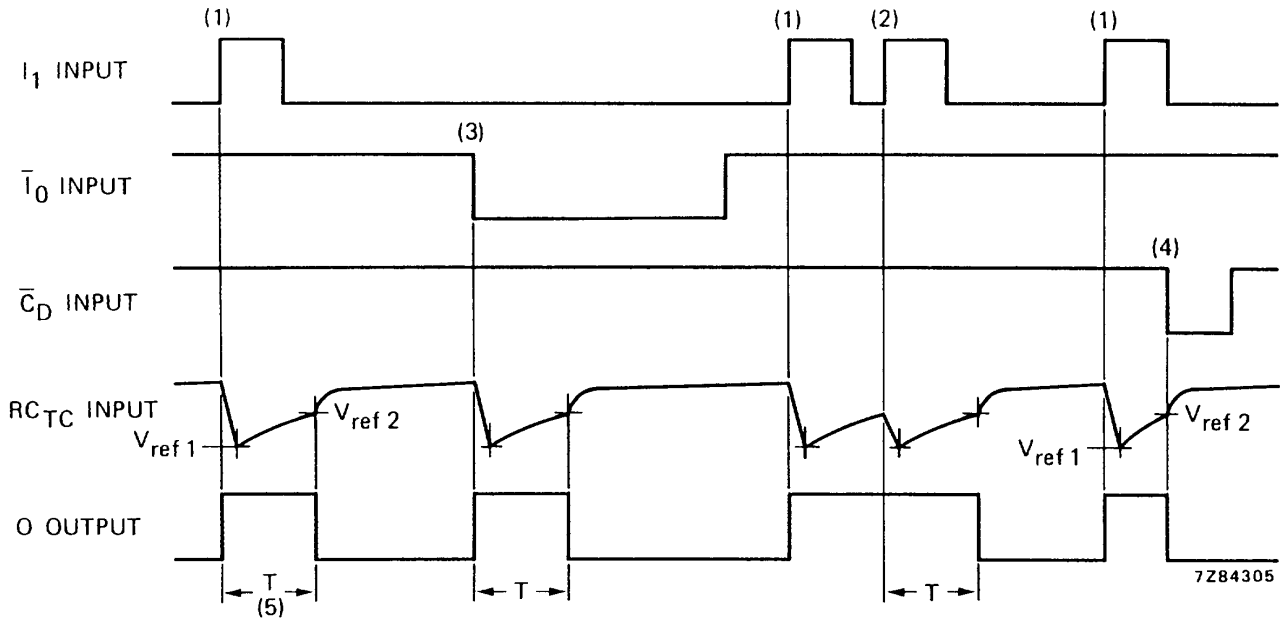 (1) (1) (2) (1)
I1 INPUT
(3)
Ī0 INPUT
(4)
C̄D INPUT
RCTC INPUT
Vref 2
Vref 2
Vref 1
Vref 1
O OUTPUT
7Z84305
T T T
(5)